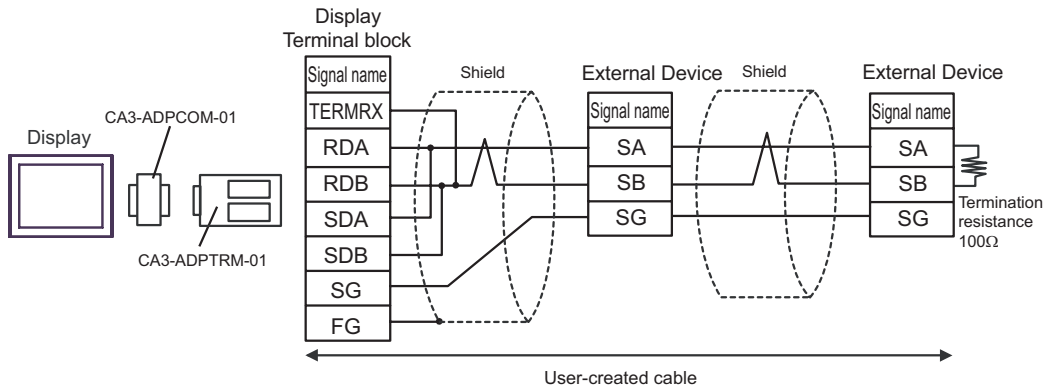 Display
Terminal block
Signal name
TERMRX
RDA
RDB
SDA
SDB
SG
FG
Shield
External Device
Signal name
SA
SB
SG
Shield
External Device
Signal name
SA
SB
SG
Termination
resistance
100Ω
Display
CA3-ADPCOM-01
CA3-ADPTRM-01
User-created cable